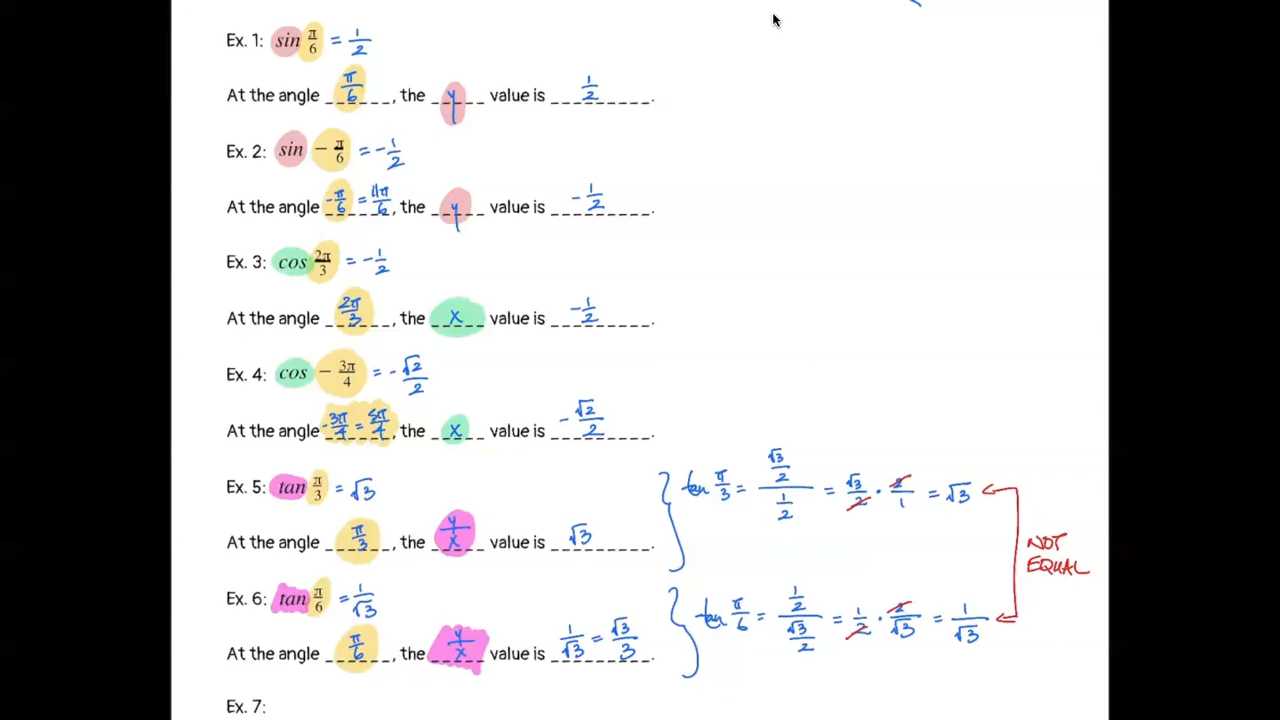 Ex. 1: sin π/6 = 1/2
At the angle π/6, the y value is 1/2.
Ex. 2: sin − π/6 = -1/2
At the angle -π/6 = 11π/6, the y value is -1/2.
Ex. 3: cos 2π/3 = -1/2
At the angle 2π/3, the x value is -1/2.
Ex. 4: cos − 3π/4 = -√2/2
At the angle -3π/4 = 5π/4, the x value is -√2/2.
Ex. 5: tan π/3 = √3
tan π/3 = (√3/2)/(1/2) = √3/2 · 2/1 = √3
At the angle π/3, the y/x value is √3.
NOT
EQUAL
Ex. 6: tan π/6 = 1/√3
tan π/6 = (1/2)/(√3/2) = 1/2 · 2/√3 = 1/√3
At the angle π/6, the y/x value is 1/√3 = √3/3.
Ex. 7: